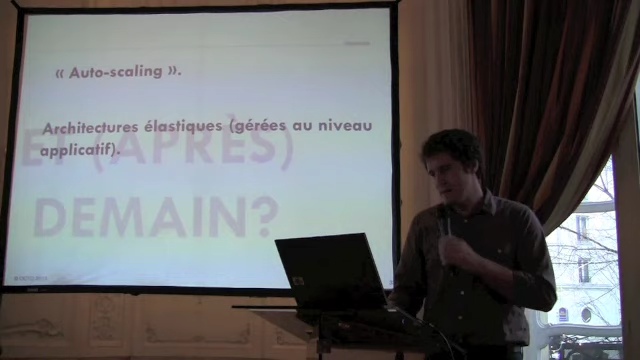 « Auto-scaling ».
Architectures élastiques (gérées au niveau
applicatif).
ET (APRÈS)
DEMAIN?